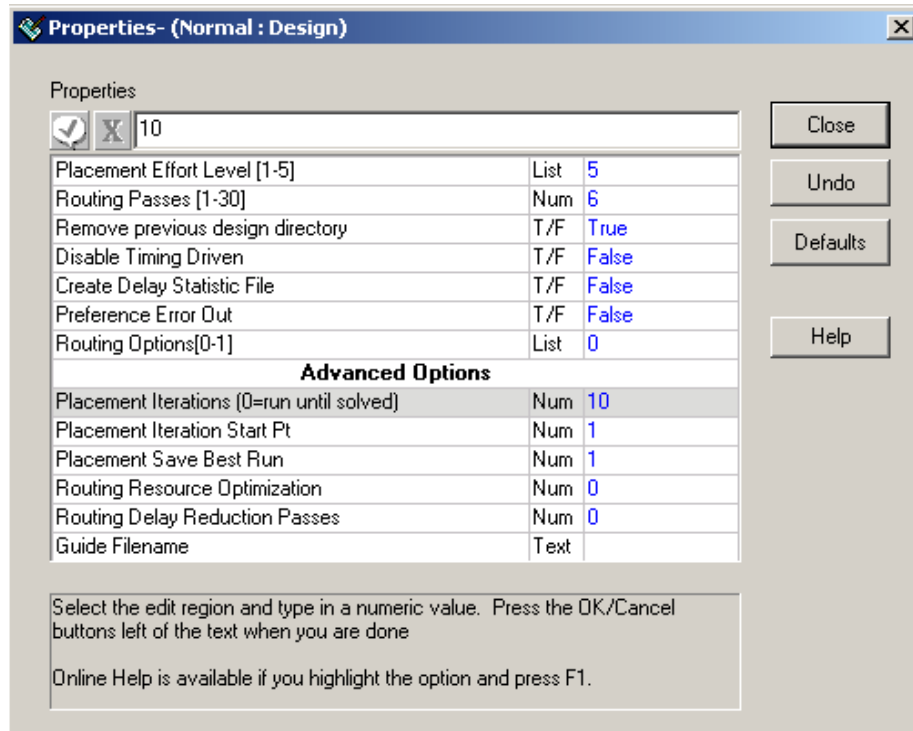 Properties- (Normal : Design)
Properties
X 10
Close
Placement Effort Level [1-5] List 5
Undo
Routing Passes [1-30] Num 6
Remove previous design directory T/F True
Defaults
Disable Timing Driven T/F False
Create Delay Statistic File T/F False
Preference Error Out T/F False
Help
Routing Options[0-1] List 0
Advanced Options
Placement Iterations (0=run until solved) Num 10
Placement Iteration Start Pt Num 1
Placement Save Best Run Num 1
Routing Resource Optimization Num 0
Routing Delay Reduction Passes Num 0
Guide Filename Text
Select the edit region and type in a numeric value.  Press the OK/Cancel
buttons left of the text when you are done
Online Help is available if you highlight the option and press F1.